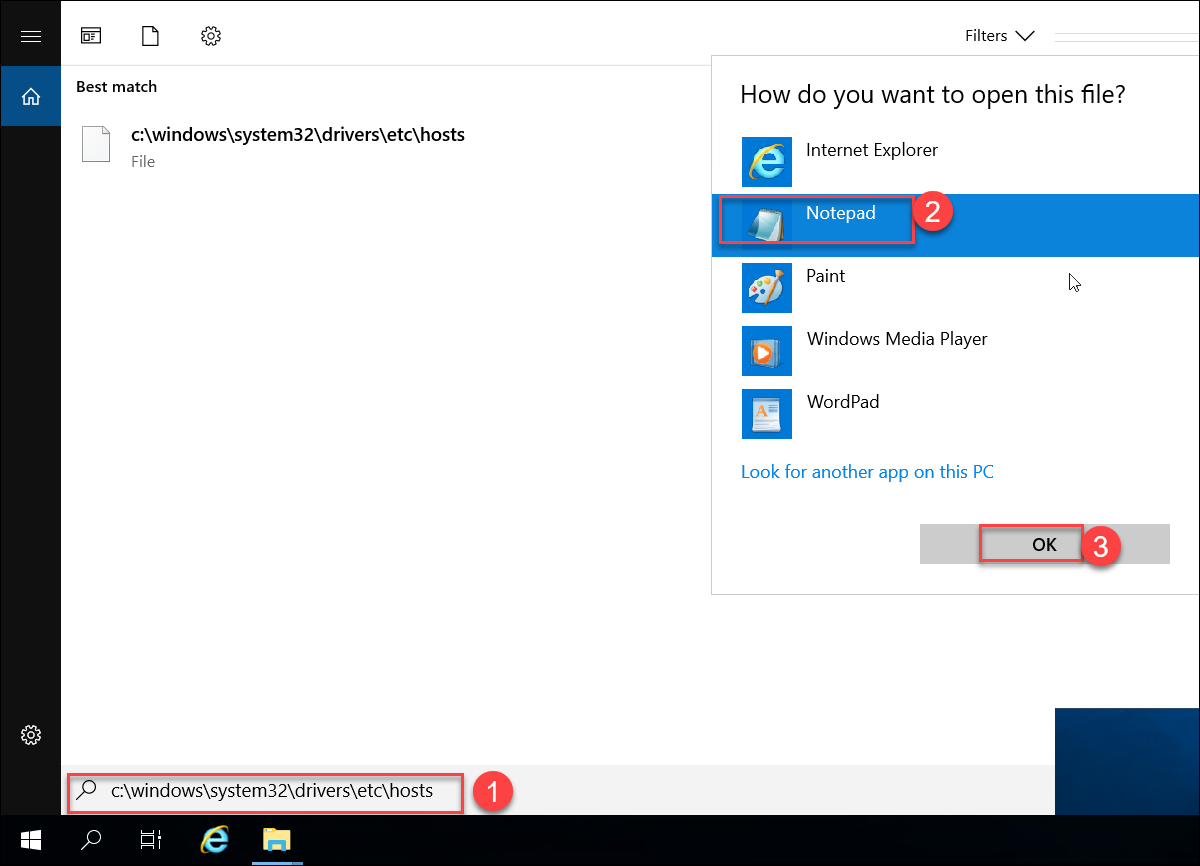 Filters
Best match
c:\windows\system32\drivers\etc\hosts
File
How do you want to open this file?
Internet Explorer
Notepad
2
Paint
Windows Media Player
WordPad
Look for another app on this PC
OK
3
c:\windows\system32\drivers\etc\hosts
1